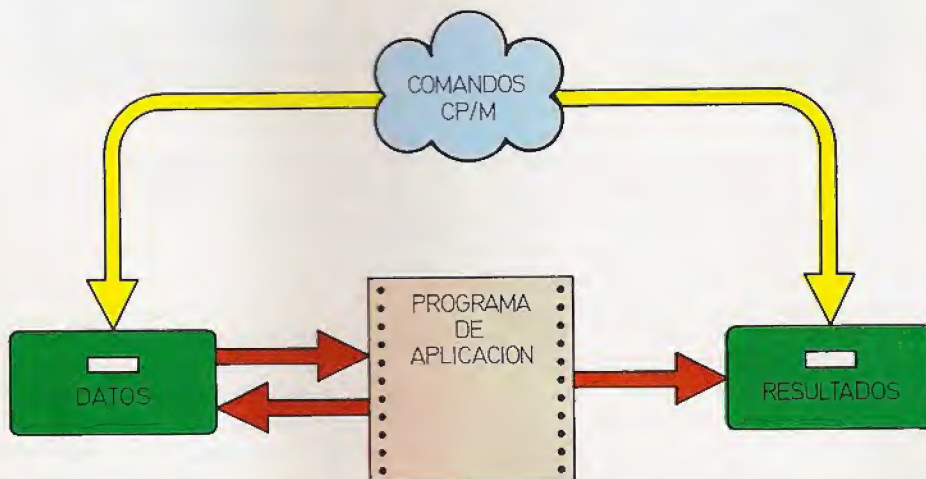 COMANDOS
CP/M
PROGRAMA
DE
APLICACION
DATOS
RESULTADOS